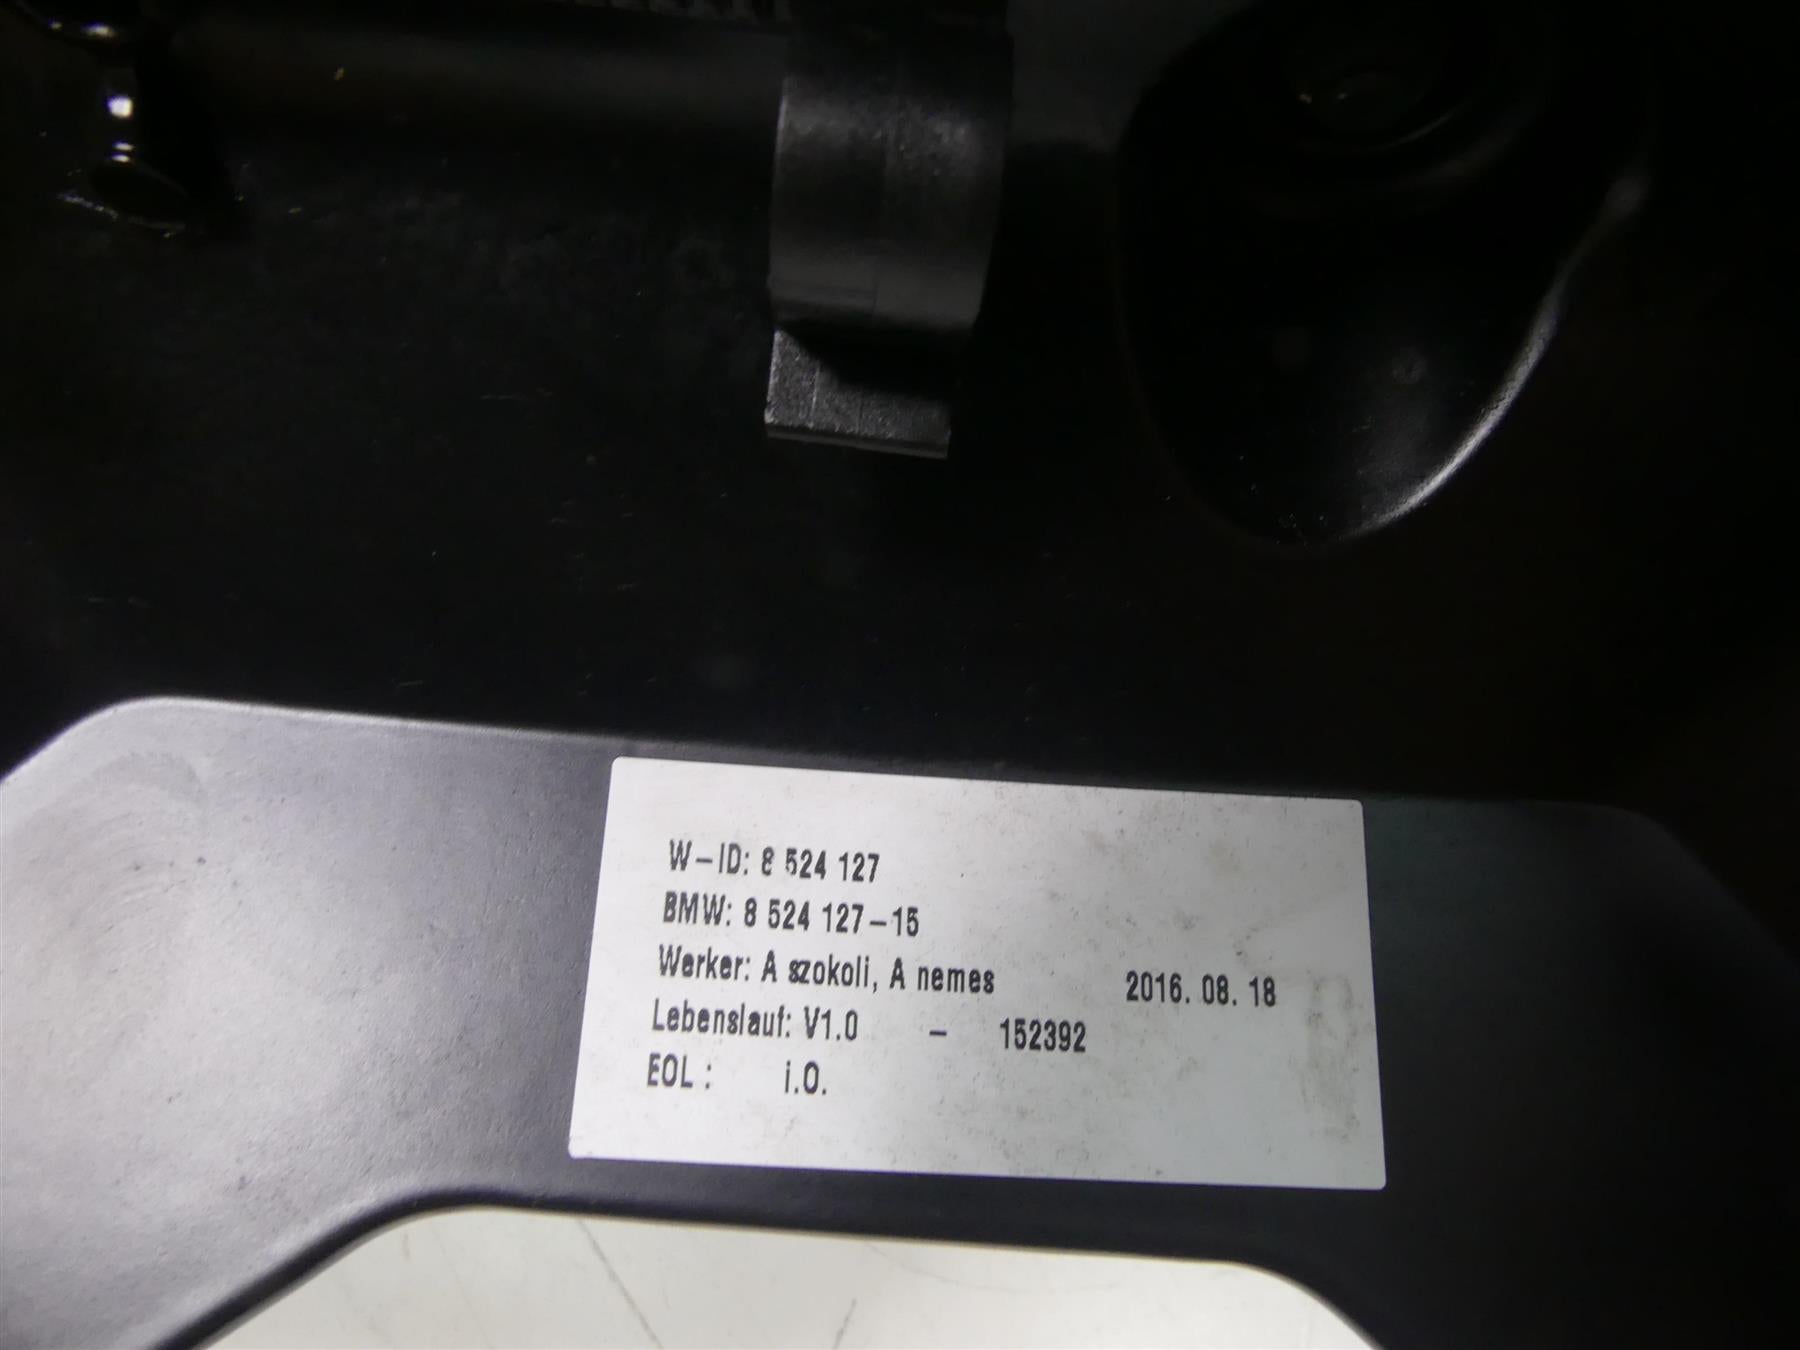 W-ID: 8 524 127
BMW: 8 524 127-15
Werker: A szokoli, A nemes 2016. 08. 18
Lebenslauf: V1.0 - 152392
EOL : i.O.